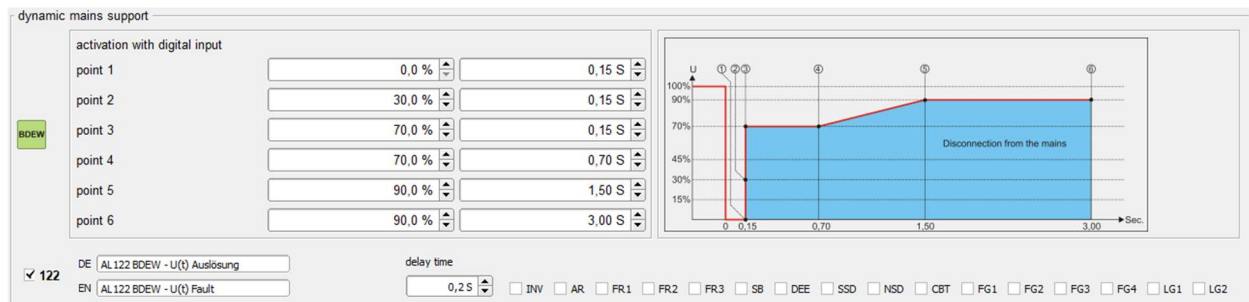 dynamic mains support
activation with digital input
point 1 0,0 % 0,15 S
point 2 30,0 % 0,15 S
point 3 70,0 % 0,15 S
point 4 70,0 % 0,70 S
point 5 90,0 % 1,50 S
point 6 90,0 % 3,00 S
BDEW
U ① ② ③ ④ ⑤ ⑥
100%
90%
70%
Disconnection from the mains
45%
30%
15%
Sec.
0 0,15 0,70 1,50 3,00
122
DE AL122 BDEW - U(t) Auslösung
EN AL122 BDEW - U(t) Fault
delay time
0,2 S
INV AR FR1 FR2 FR3 SB DEE SSD NSD CBT FG1 FG2 FG3 FG4 LG1 LG2